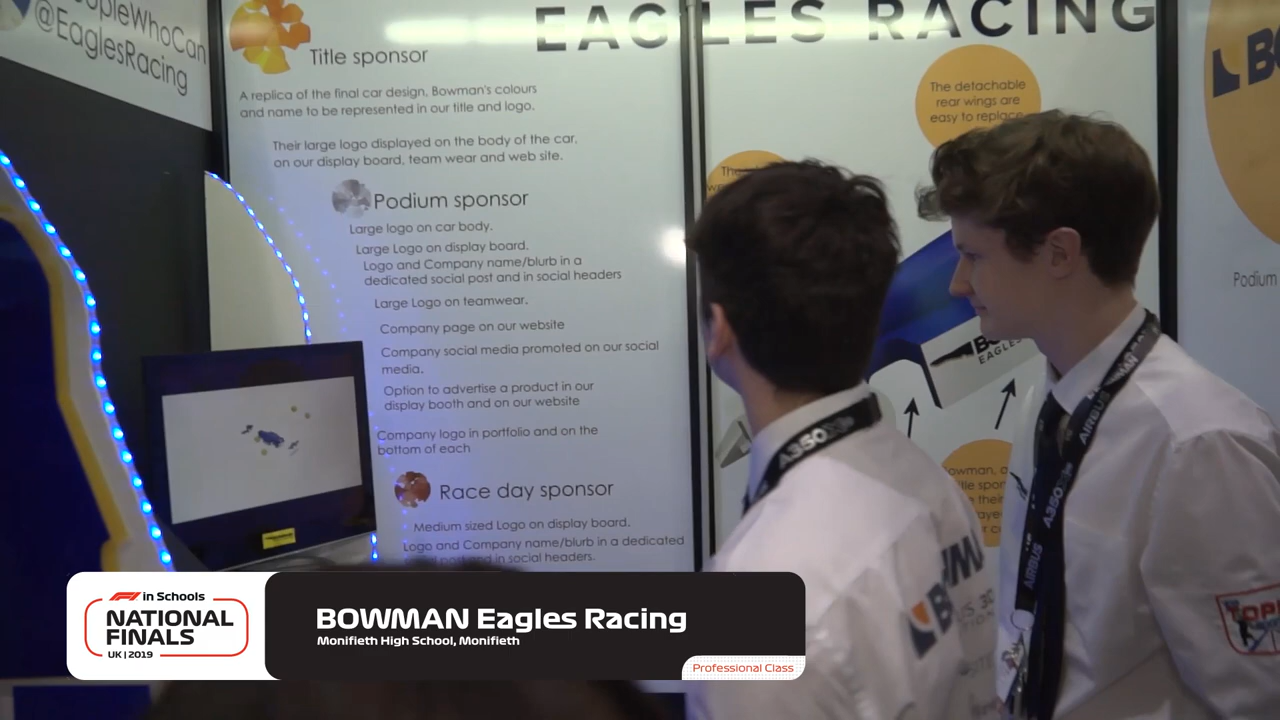 @EaglesRacing
EAGLES RACING
Title sponsor
A replica of the final car design, Bowman's colours
and name to be represented in our title and logo.
Their large logo displayed on the body of the car,
on our display board, team wear and web site.
Podium sponsor
Large logo on car body.
Large Logo on display board.
Logo and Company name/blurb in a
dedicated social post and in social headers
Large Logo on teamwear.
Company page on our website
Company social media promoted on our social
media.
Option to advertise a product in our
display booth and on our website
Company logo in portfolio and on the
bottom of each
Race day sponsor
Medium sized Logo on display board.
Logo and Company name/blurb in a dedicated
post and in social headers.
The detachable
rear wings are
easy to replace
EAGLES
Podium
A350
AIRBUS
A350
AIRBUS
F1 in Schools
NATIONAL
FINALS
UK | 2019
BOWMAN Eagles Racing
Monifieth High School, Monifieth
Professional Class